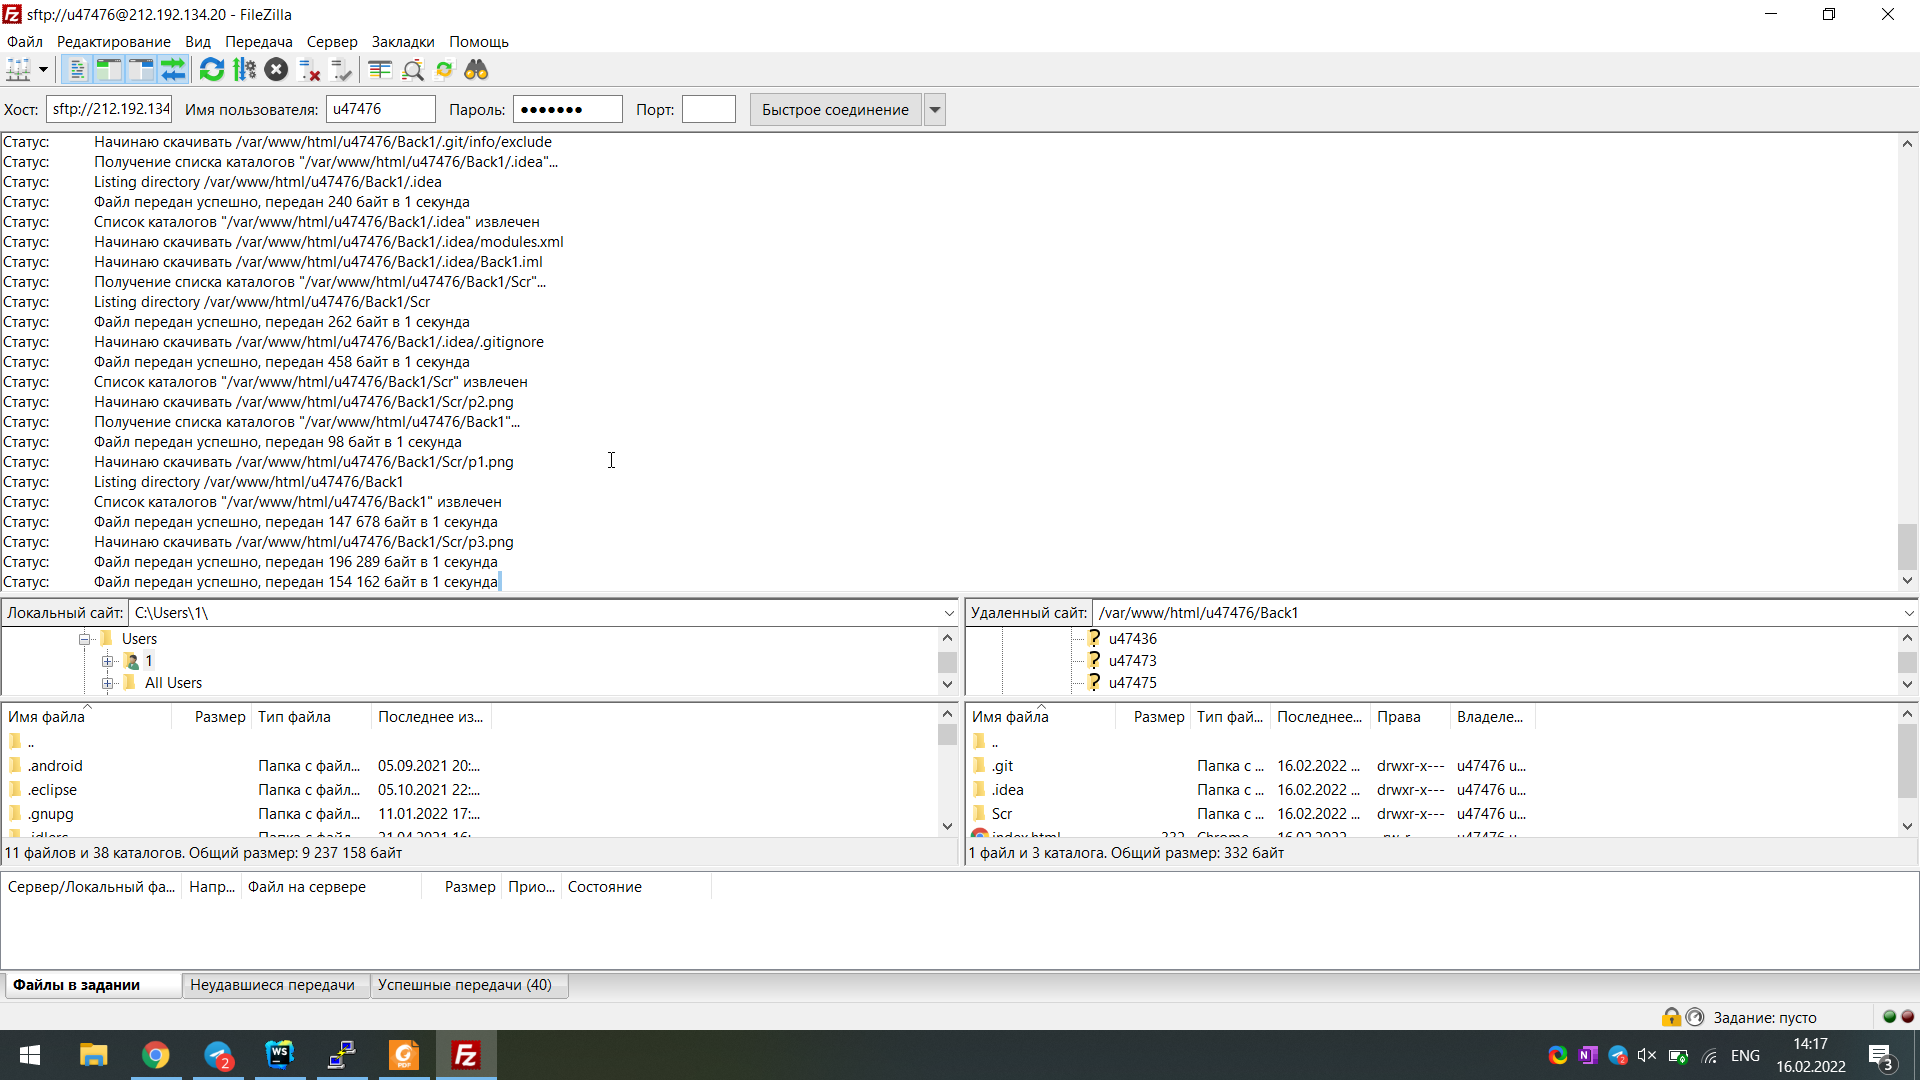 sftp://u47476@212.192.134.20 - FileZilla
Файл Редактирование Вид Передача Сервер Закладки Помощь
Хост: sftp://212.192.134 Имя пользователя: u47476 Пароль: ●●●●●●● Порт: Быстрое соединение
Статус: Начинаю скачивать /var/www/html/u47476/Back1/.git/info/exclude
Статус: Получение списка каталогов "/var/www/html/u47476/Back1/.idea"...
Статус: Listing directory /var/www/html/u47476/Back1/.idea
Статус: Файл передан успешно, передан 240 байт в 1 секунда
Статус: Список каталогов "/var/www/html/u47476/Back1/.idea" извлечен
Статус: Начинаю скачивать /var/www/html/u47476/Back1/.idea/modules.xml
Статус: Начинаю скачивать /var/www/html/u47476/Back1/.idea/Back1.iml
Статус: Получение списка каталогов "/var/www/html/u47476/Back1/Scr"...
Статус: Listing directory /var/www/html/u47476/Back1/Scr
Статус: Файл передан успешно, передан 262 байт в 1 секунда
Статус: Начинаю скачивать /var/www/html/u47476/Back1/.idea/.gitignore
Статус: Файл передан успешно, передан 458 байт в 1 секунда
Статус: Список каталогов "/var/www/html/u47476/Back1/Scr" извлечен
Статус: Начинаю скачивать /var/www/html/u47476/Back1/Scr/p2.png
Статус: Получение списка каталогов "/var/www/html/u47476/Back1"...
Статус: Файл передан успешно, передан 98 байт в 1 секунда
Статус: Начинаю скачивать /var/www/html/u47476/Back1/Scr/p1.png
Статус: Listing directory /var/www/html/u47476/Back1
Статус: Список каталогов "/var/www/html/u47476/Back1" извлечен
Статус: Файл передан успешно, передан 147 678 байт в 1 секунда
Статус: Начинаю скачивать /var/www/html/u47476/Back1/Scr/p3.png
Статус: Файл передан успешно, передан 196 289 байт в 1 секунда
Статус: Файл передан успешно, передан 154 162 байт в 1 секунда
Локальный сайт: C:\Users\1\
Users
1
All Users
Имя файла Размер Тип файла Последнее из...
..
.android Папка с файл... 05.09.2021 20:...
.eclipse Папка с файл... 05.10.2021 22:...
.gnupg Папка с файл... 11.01.2022 17:...
.idlerc Папка с файл... 21.04.2021 16:...
11 файлов и 38 каталогов. Общий размер: 9 237 158 байт
Удаленный сайт: /var/www/html/u47476/Back1
u47436
u47473
u47475
Имя файла Размер Тип фай... Последнее... Права Владеле...
..
.git Папка с ... 16.02.2022 ... drwxr-x--- u47476 u...
.idea Папка с ... 16.02.2022 ... drwxr-x--- u47476 u...
Scr Папка с ... 16.02.2022 ... drwxr-x--- u47476 u...
index.html 332 Chrome... 16.02.2022 ... u47476 u...
1 файл и 3 каталога. Общий размер: 332 байт
Сервер/Локальный фа... Напр... Файл на сервере Размер Прио... Состояние
Файлы в задании Неудавшиеся передачи Успешные передачи (40)
Задание: пусто
2 WS PDF ENG 14:17
16.02.2022 3